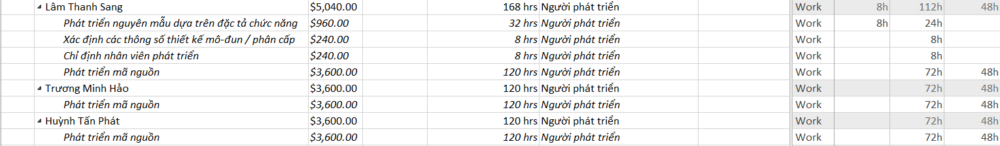 Lâm Thanh Sang $5,040.00 168 hrs Người phát triển Work 8h 112h 48h
Phát triển nguyên mẫu dựa trên đặc tả chức năng $960.00 32 hrs Người phát triển Work 8h 24h
Xác định các thông số thiết kế mô-đun / phân cấp $240.00 8 hrs Người phát triển Work 8h
Chỉ định nhân viên phát triển $240.00 8 hrs Người phát triển Work 8h
Phát triển mã nguồn $3,600.00 120 hrs Người phát triển Work 72h 48h
Trương Minh Hảo $3,600.00 120 hrs Người phát triển Work 72h 48h
Phát triển mã nguồn $3,600.00 120 hrs Người phát triển Work 72h 48h
Huỳnh Tấn Phát $3,600.00 120 hrs Người phát triển Work 72h 48h
Phát triển mã nguồn $3,600.00 120 hrs Người phát triển Work 72h 48h